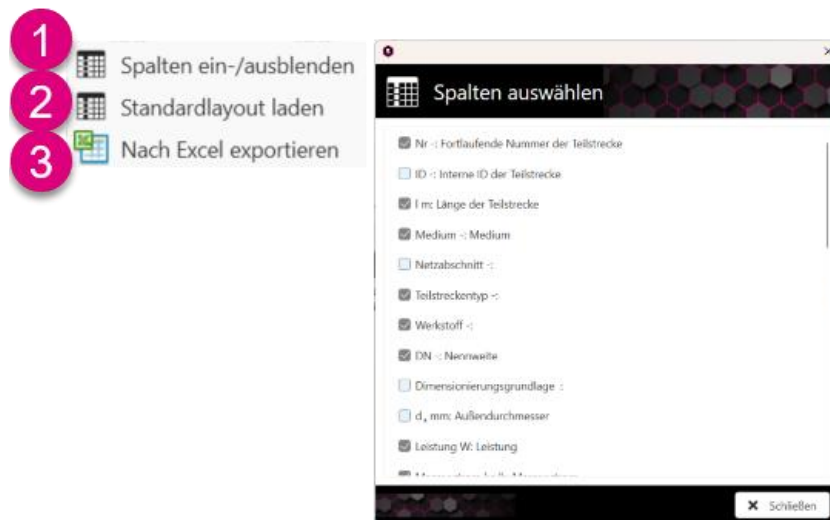 1
Spalten ein-/ausblenden
2
Standardlayout laden
3
Nach Excel exportieren
Spalten auswählen
Nr -: Fortlaufende Nummer der Teilstrecke
ID -: Interne ID der Teilstrecke
l m: Länge der Teilstrecke
Medium -: Medium
Netzabschnitt -:
Teilstreckentyp -:
Werkstoff -:
DN -: Nennweite
Dimensionierungsgrundlage :
dₐ mm: Außendurchmesser
Leistung W: Leistung
Schließen